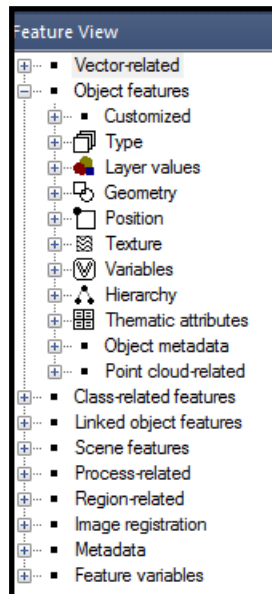 Feature View
Vector-related
Object features
Customized
Type
Layer values
Geometry
Position
Texture
Variables
Hierarchy
Thematic attributes
Object metadata
Point cloud-related
Class-related features
Linked object features
Scene features
Process-related
Region-related
Image registration
Metadata
Feature variables